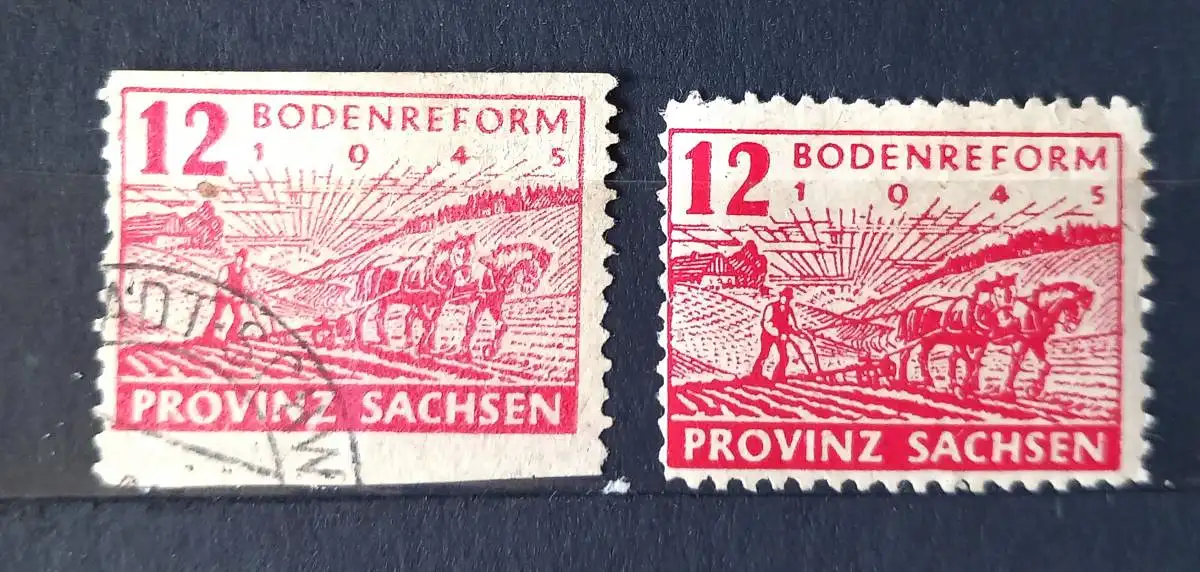 12 BODENREFORM
1 9 4 5
PROVINZ SACHSEN
12 BODENREFORM
1 9 4 5
PROVINZ SACHSEN